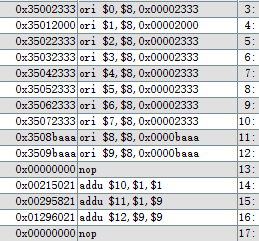 0x35002333 ori $0,$8,0x00002333 3:
0x35012000 ori $1,$8,0x00002000 4:
0x35022333 ori $2,$8,0x00002333 5:
0x35032333 ori $3,$8,0x00002333 6:
0x35042333 ori $4,$8,0x00002333 7:
0x35052333 ori $5,$8,0x00002333 8:
0x35062333 ori $6,$8,0x00002333 9:
0x35072333 ori $7,$8,0x00002333 10:
0x3508baaa ori $8,$8,0x0000baaa 11:
0x3509baaa ori $9,$8,0x0000baaa 12:
0x00000000 nop 13:
0x00215021 addu $10,$1,$1 14:
0x00295821 addu $11,$1,$9 15:
0x01296021 addu $12,$9,$9 16:
0x00000000 nop 17: